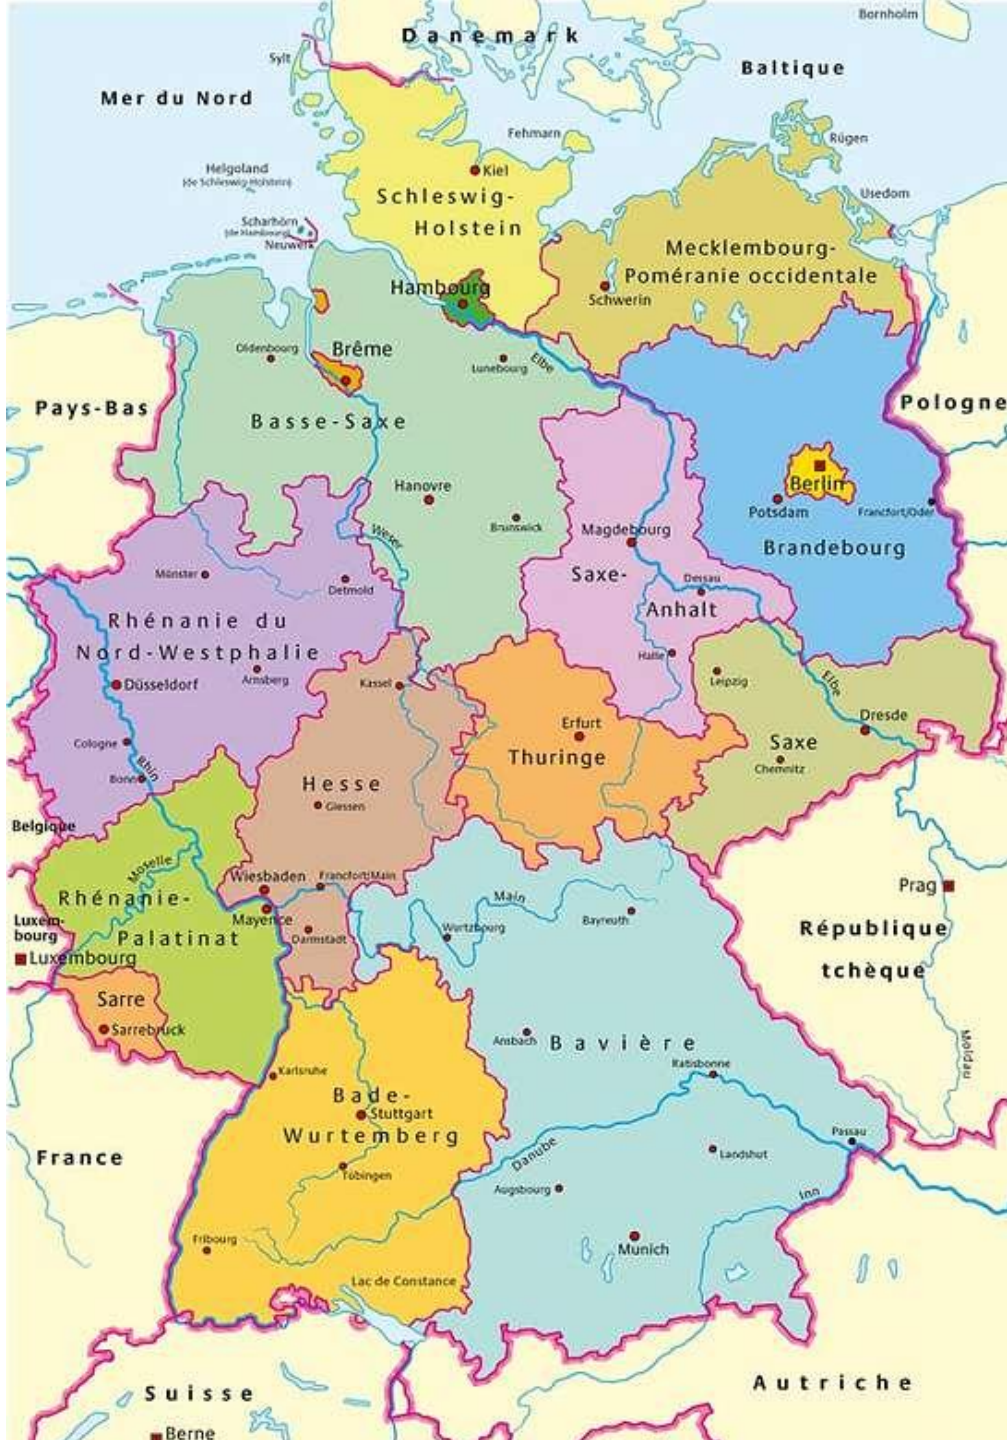 Bornholm
Danemark
Sylt
Baltique
Mer du Nord
Fehmarn
Rügen
Helgoland
(de Schleswig-Holstein)
Kiel
Schleswig-
Holstein
Usedom
Scharhörn
(de Hambourg)
Neuwerk
Mecklembourg-
Poméranie occidentale
Hambourg
Schwerin
Oldenbourg
Brême
Lunebourg
Elbe
Pays-Bas
Basse-Saxe
Pologne
Hanovre
Berlin
Potsdam
Francfort/Oder
Brunswick
Magdebourg
Weser
Brandebourg
Münster
Detmold
Saxe-
Anhalt
Dessau
Rhénanie du
Nord-Westphalie
Halle
Arnsberg
Düsseldorf
Kassel
Leipzig
Elbe
Erfurt
Dresde
Cologne
Thuringe
Saxe
Chemnitz
Rhin
Bonn
Hesse
Giessen
Belgique
Moselle
Wiesbaden
Francfort/Main
Prag
Rhénanie-
Palatinat
Main
Mayence
Bayreuth
Luxem-
bourg
Darmstadt
Wurtzbourg
République
tchèque
Luxembourg
Sarre
Sarrebruck
Ansbach
Bavière
Moldau
Karlsruhe
Ratisbonne
Bade-
Wurtemberg
Stuttgart
Passau
France
Danube
Landshut
Tübingen
Augsbourg
Inn
Fribourg
Munich
Lac de Constance
Suisse
Autriche
Berne